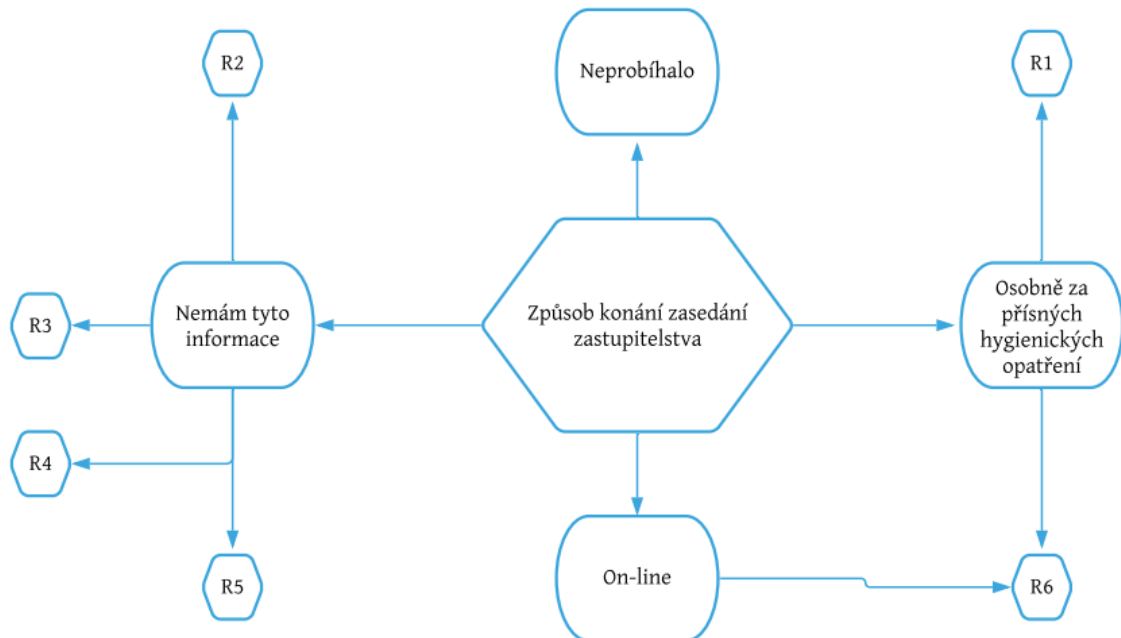 R2
Neprobíhalo
R1
Nemám tyto
informace
R3
Způsob konání zasedání
zastupitelstva
Osobně za
přísných
hygienických
opatření
R4
R5
On-line
R6